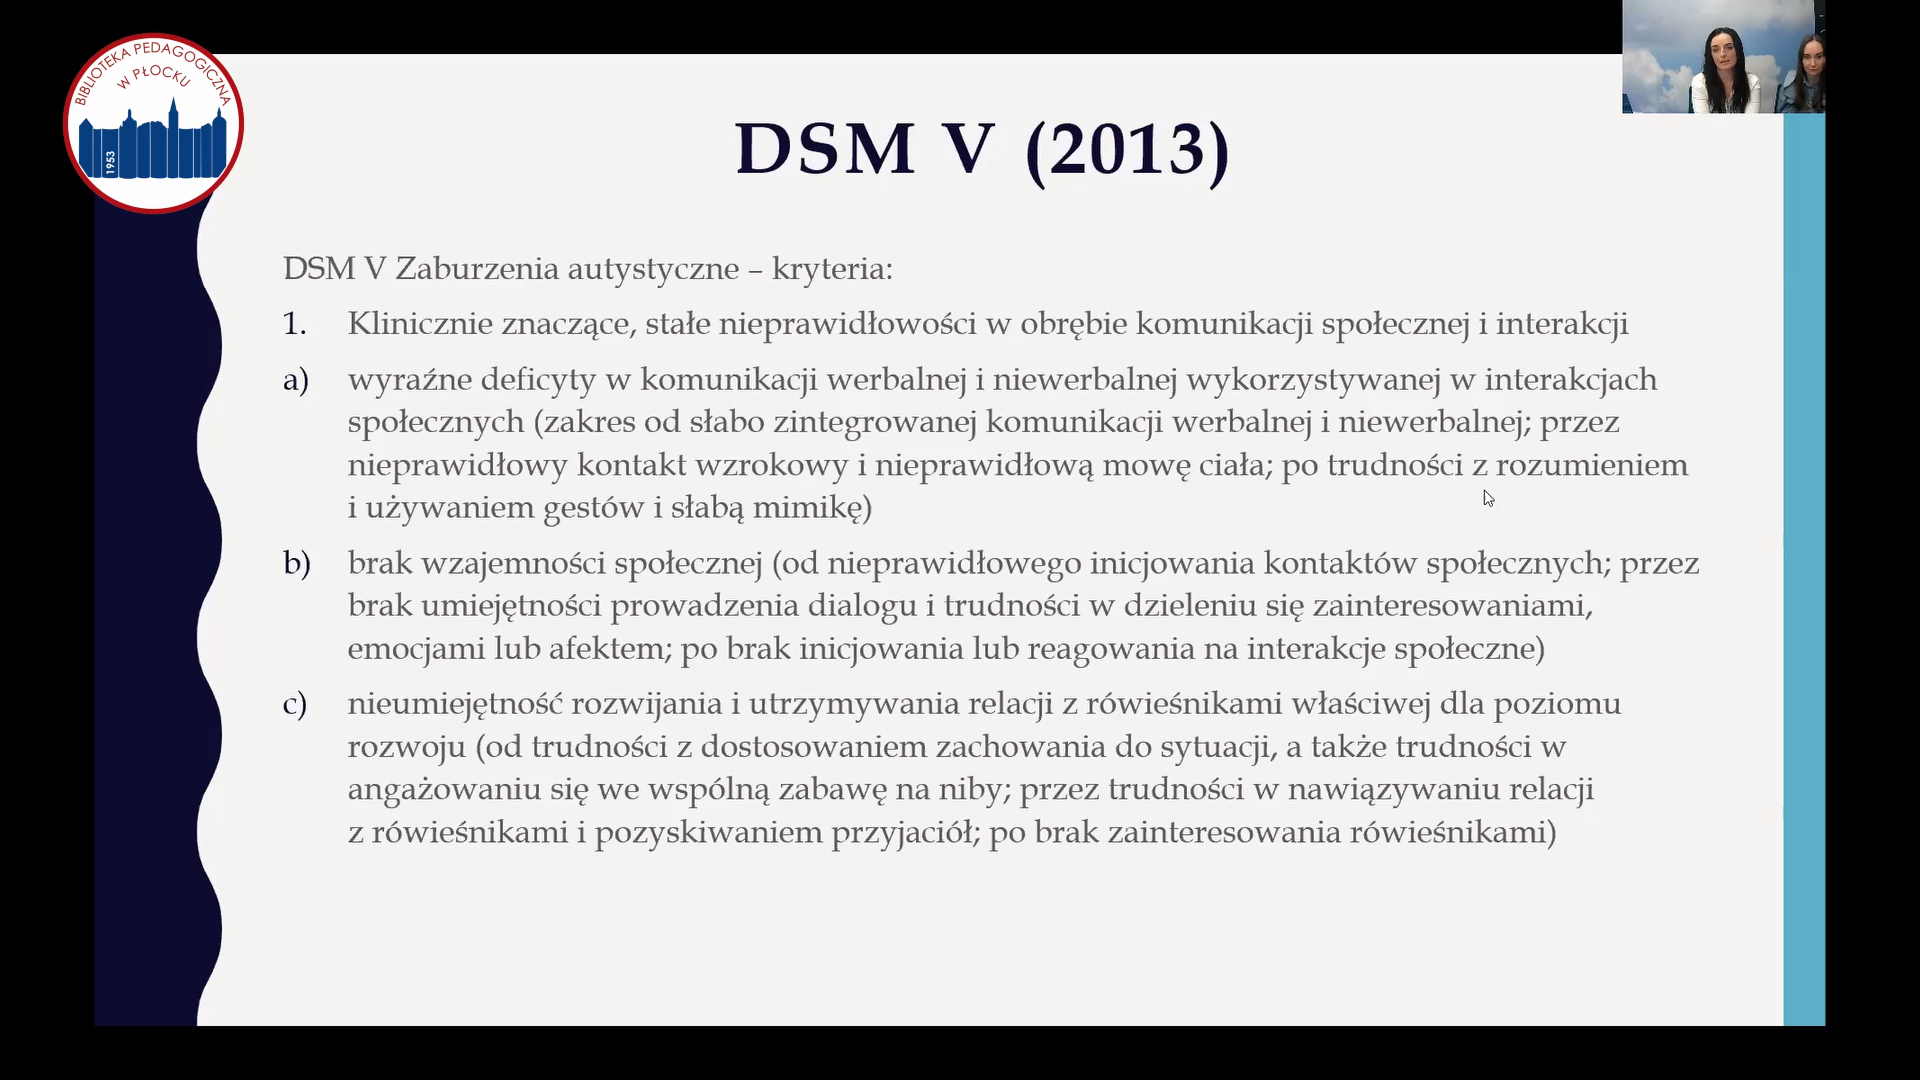 BIBLIOTEKA PEDAGOGICZNA
W PŁOCKU
1953
DSM V (2013)
DSM V Zaburzenia autystyczne – kryteria:
1. Klinicznie znaczące, stałe nieprawidłowości w obrębie komunikacji społecznej i interakcji
a) wyraźne deficyty w komunikacji werbalnej i niewerbalnej wykorzystywanej w interakcjach
społecznych (zakres od słabo zintegrowanej komunikacji werbalnej i niewerbalnej; przez
nieprawidłowy kontakt wzrokowy i nieprawidłową mowę ciała; po trudności z rozumieniem
i używaniem gestów i słabą mimikę)
b) brak wzajemności społecznej (od nieprawidłowego inicjowania kontaktów społecznych; przez
brak umiejętności prowadzenia dialogu i trudności w dzieleniu się zainteresowaniami,
emocjami lub afektem; po brak inicjowania lub reagowania na interakcje społeczne)
c) nieumiejętność rozwijania i utrzymywania relacji z rówieśnikami właściwej dla poziomu
rozwoju (od trudności z dostosowaniem zachowania do sytuacji, a także trudności w
angażowaniu się we wspólną zabawę na niby; przez trudności w nawiązywaniu relacji
z rówieśnikami i pozyskiwaniem przyjaciół; po brak zainteresowania rówieśnikami)